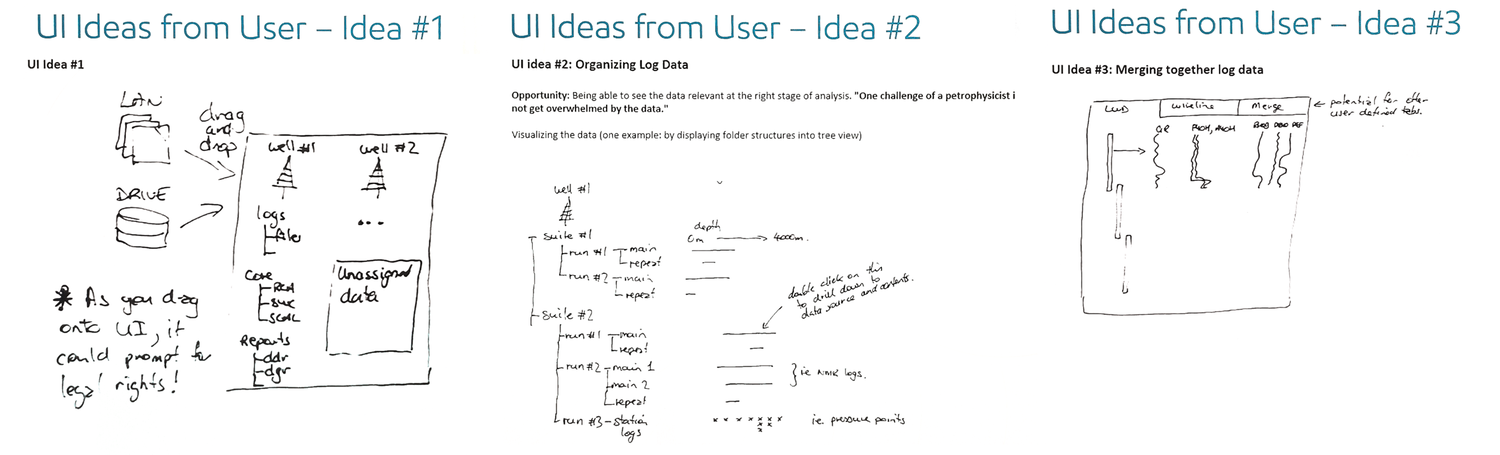 UI Ideas from User – Idea #1
UI Idea #1
LAN
drag
and
drop
DRIVE
well #1
well #2
logs
files
...
Core
RCA
SWC
SCAL
Unassigned
data
Reports
ddr
dgr
* As you drag
onto UI, it
could prompt for
legal rights!
UI Ideas from User – Idea #2
UI idea #2: Organizing Log Data
Opportunity: Being able to see the data relevant at the right stage of analysis. "One challenge of a petrophysicist i
not get overwhelmed by the data."
Visualizing the data (one example: by displaying folder structures into tree view)
well #1
depth
0m → 4000m.
suite #1
run #1 main
repeat
run #2 main
repeat
double click on this
to drill down to
data source and contents.
suite #2
run #1 main
repeat
run #2 main 1
main 2
repeat
} ie NMR logs.
run #3 - station
logs
x x x x x x x
x x
x
ie. pressure points
UI Ideas from User – Idea #3
UI Idea #3: Merging together log data
LWD
Wireline
Merge
← potential for other
user defined tabs.
GR